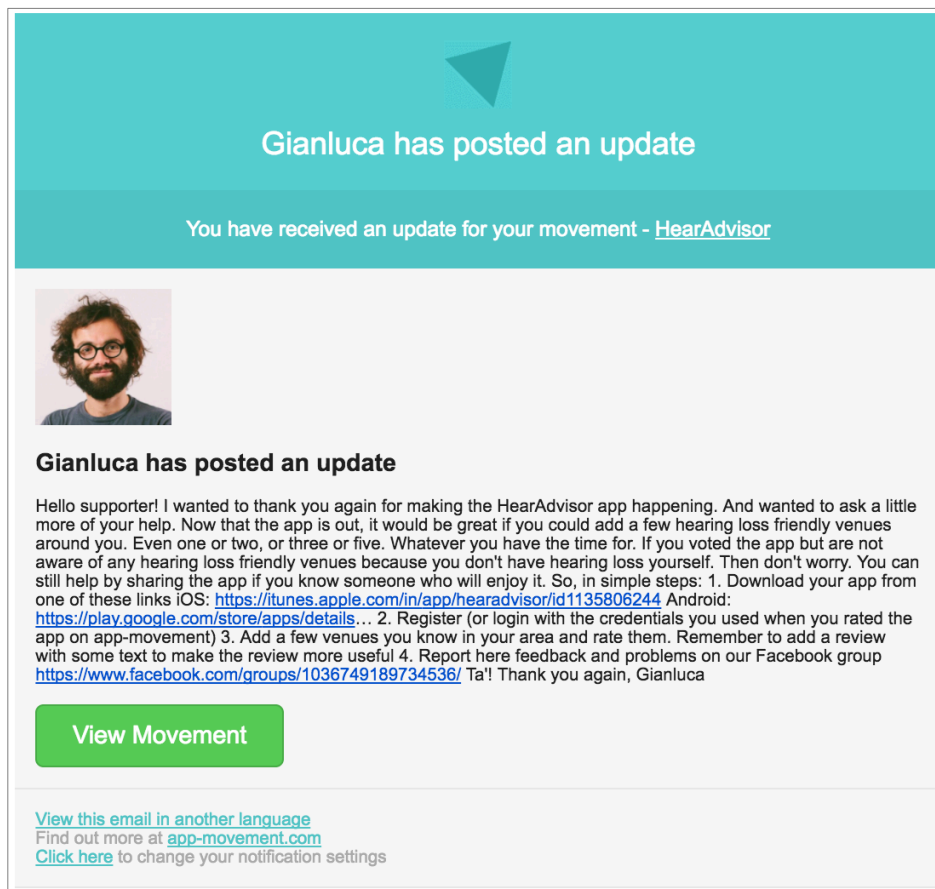 Gianluca has posted an update
You have received an update for your movement - HearAdvisor
Gianluca has posted an update
Hello supporter! I wanted to thank you again for making the HearAdvisor app happening. And wanted to ask a little
more of your help. Now that the app is out, it would be great if you could add a few hearing loss friendly venues
around you. Even one or two, or three or five. Whatever you have the time for. If you voted the app but are not
aware of any hearing loss friendly venues because you don't have hearing loss yourself. Then don't worry. You can
still help by sharing the app if you know someone who will enjoy it. So, in simple steps: 1. Download your app from
one of these links iOS: https://itunes.apple.com/in/app/hearadvisor/id1135806244 Android:
https://play.google.com/store/apps/details… 2. Register (or login with the credentials you used when you rated the
app on app-movement) 3. Add a few venues you know in your area and rate them. Remember to add a review
with some text to make the review more useful 4. Report here feedback and problems on our Facebook group
https://www.facebook.com/groups/1036749189734536/ Ta'! Thank you again, Gianluca
View Movement
View this email in another language
Find out more at app-movement.com
Click here to change your notification settings